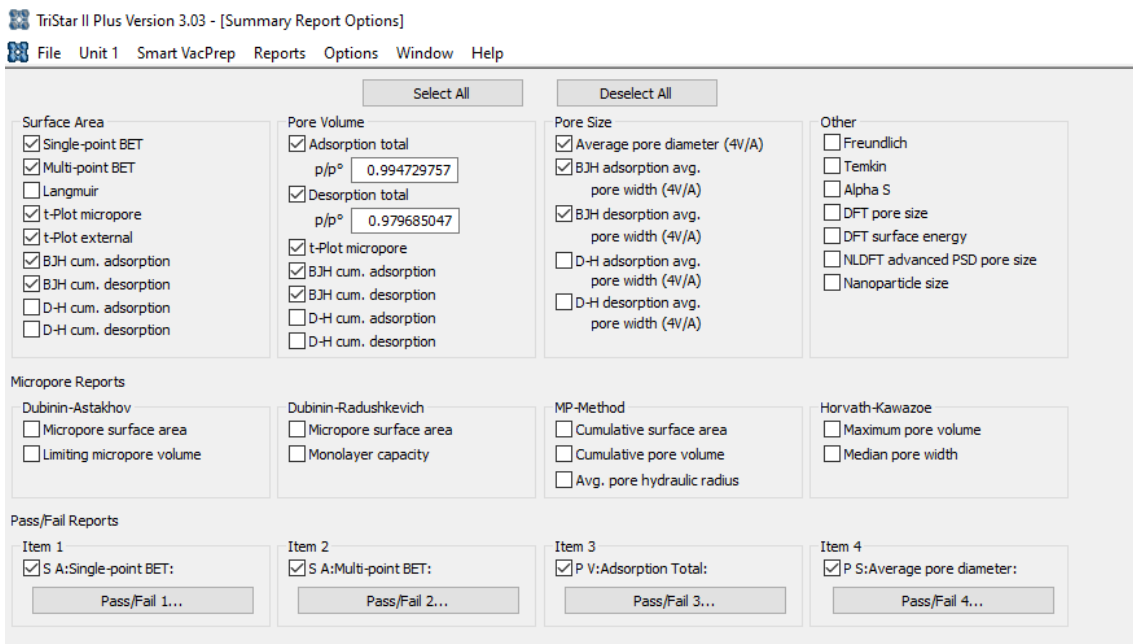 TriStar II Plus Version 3.03 - [Summary Report Options]
File Unit 1 Smart VacPrep Reports Options Window Help
Select All Deselect All
Surface Area
Single-point BET
Multi-point BET
Langmuir
t-Plot micropore
t-Plot external
BJH cum. adsorption
BJH cum. desorption
D-H cum. adsorption
D-H cum. desorption
Pore Volume
Adsorption total
p/p° 0.994729757
Desorption total
p/p° 0.979685047
t-Plot micropore
BJH cum. adsorption
BJH cum. desorption
D-H cum. adsorption
D-H cum. desorption
Pore Size
Average pore diameter (4V/A)
BJH adsorption avg.
pore width (4V/A)
BJH desorption avg.
pore width (4V/A)
D-H adsorption avg.
pore width (4V/A)
D-H desorption avg.
pore width (4V/A)
Other
Freundlich
Temkin
Alpha S
DFT pore size
DFT surface energy
NLDFT advanced PSD pore size
Nanoparticle size
Micropore Reports
Dubinin-Astakhov
Micropore surface area
Limiting micropore volume
Dubinin-Radushkevich
Micropore surface area
Monolayer capacity
MP-Method
Cumulative surface area
Cumulative pore volume
Avg. pore hydraulic radius
Horvath-Kawazoe
Maximum pore volume
Median pore width
Pass/Fail Reports
Item 1
S A:Single-point BET:
Pass/Fail 1...
Item 2
S A:Multi-point BET:
Pass/Fail 2...
Item 3
P V:Adsorption Total:
Pass/Fail 3...
Item 4
P S:Average pore diameter:
Pass/Fail 4...